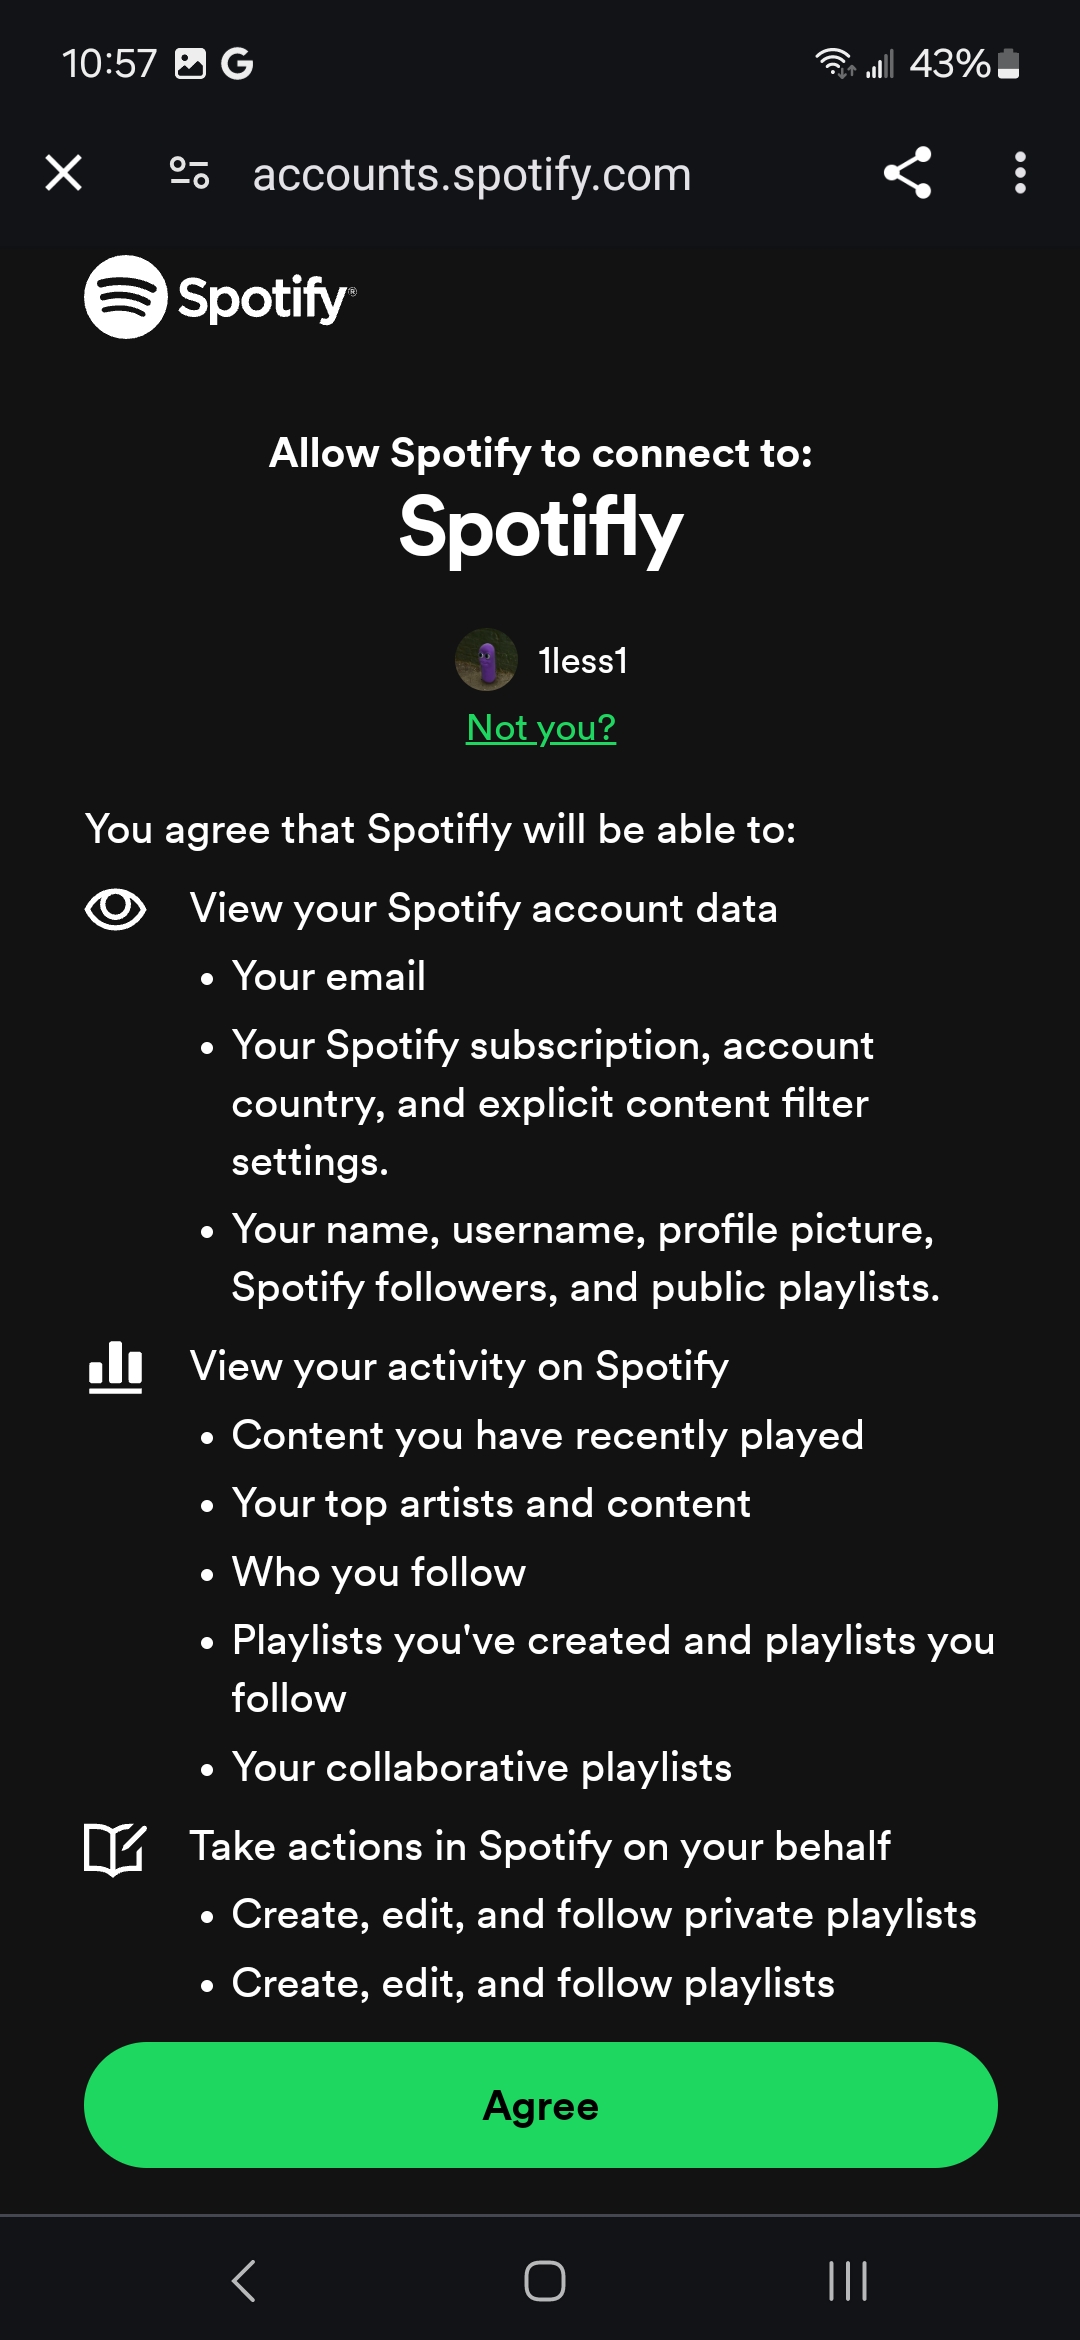 10:57
43%
accounts.spotify.com
Spotify®
Allow Spotify to connect to:
Spotifly
1less1
Not you?
You agree that Spotifly will be able to:
View your Spotify account data
• Your email
• Your Spotify subscription, account
country, and explicit content filter
settings.
• Your name, username, profile picture,
Spotify followers, and public playlists.
View your activity on Spotify
• Content you have recently played
• Your top artists and content
• Who you follow
• Playlists you've created and playlists you
follow
• Your collaborative playlists
Take actions in Spotify on your behalf
• Create, edit, and follow private playlists
• Create, edit, and follow playlists
Agree